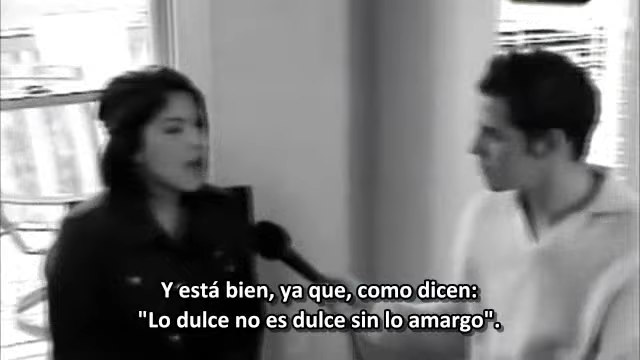 Y está bien, ya que, como dicen:
"Lo dulce no es dulce sin lo amargo".